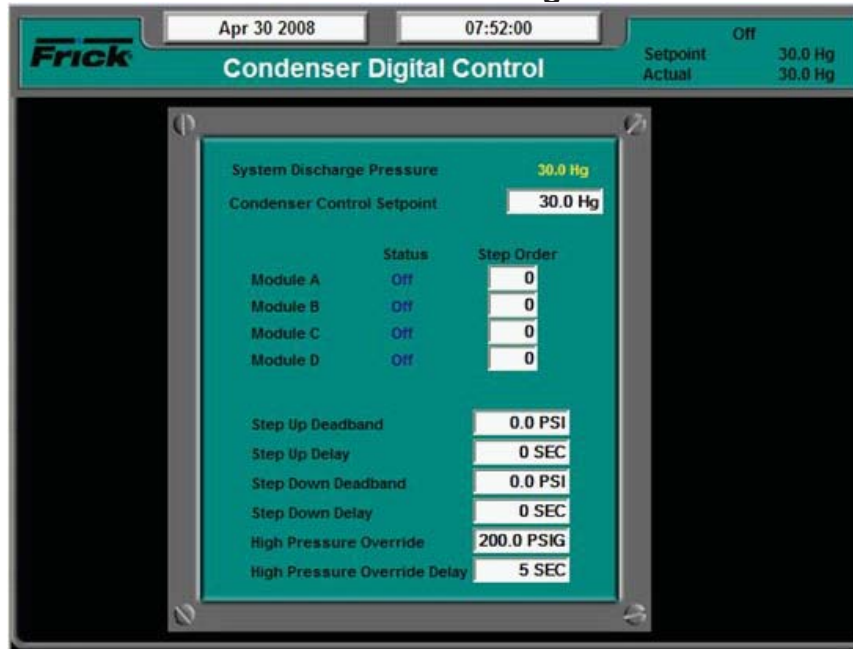 Apr 30 2008 07:52:00
Off
Frick
Condenser Digital Control
Setpoint 30.0 Hg
Actual 30.0 Hg
System Discharge Pressure 30.0 Hg
Condenser Control Setpoint 30.0 Hg
Status Step Order
Module A Off 0
Module B Off 0
Module C Off 0
Module D Off 0
Step Up Deadband 0.0 PSI
Step Up Delay 0 SEC
Step Down Deadband 0.0 PSI
Step Down Delay 0 SEC
High Pressure Override 200.0 PSIG
High Pressure Override Delay 5 SEC